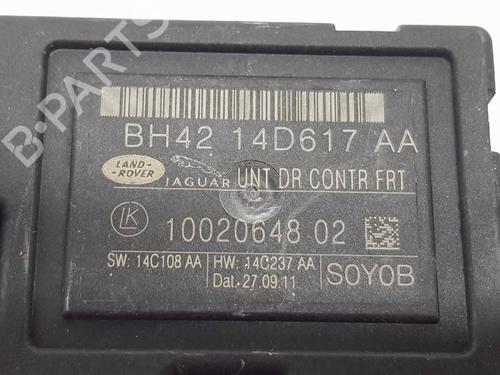 B-PARTS
BH42 14D617 AA
LAND-
ROVER
JAGUAR
UNT DR CONTR FRT
LK
10020648 02
SW: 14C108 AA
HW: 14C237 AA
Dat. 27.09.11
S0Y0B